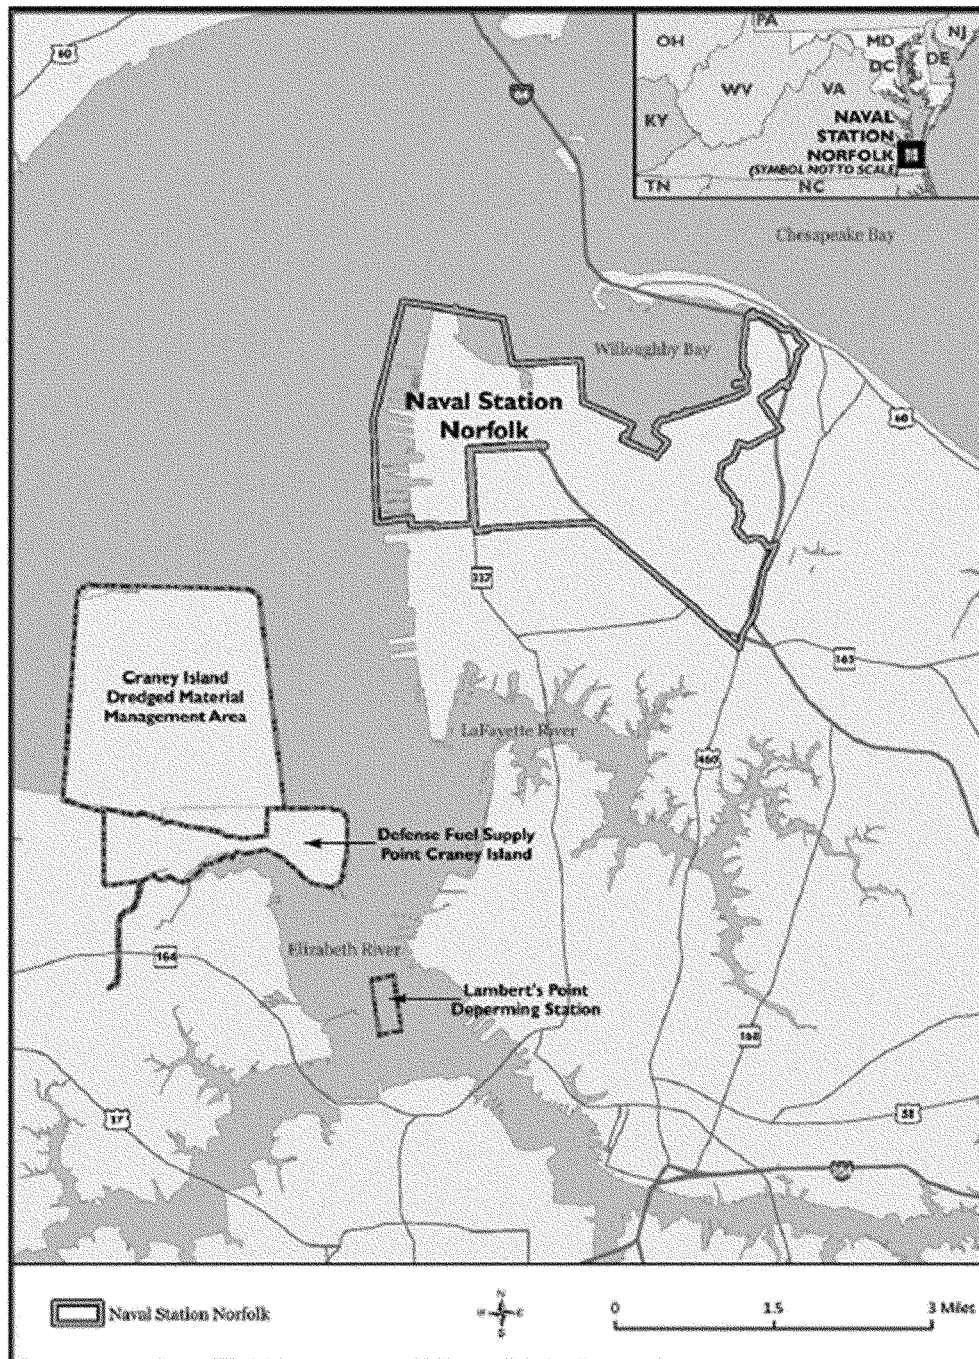 60
64
PA
OH
MD
NJ
DC
DE
WV
VA
KY
NAVAL
STATION
NORFOLK
(SYMBOL NOT TO SCALE)
TN
NC
Chesapeake Bay
Willoughby Bay
Naval Station
Norfolk
60
337
165
Craney Island
Dredged Material
Management Area
LaFayette River
460
Defense Fuel Supply
Point Craney Island
Elizabeth River
164
Lambert's Point
Deperming Station
168
17
58
Naval Station Norfolk
N
W
E
S
0
1.5
3 Miles